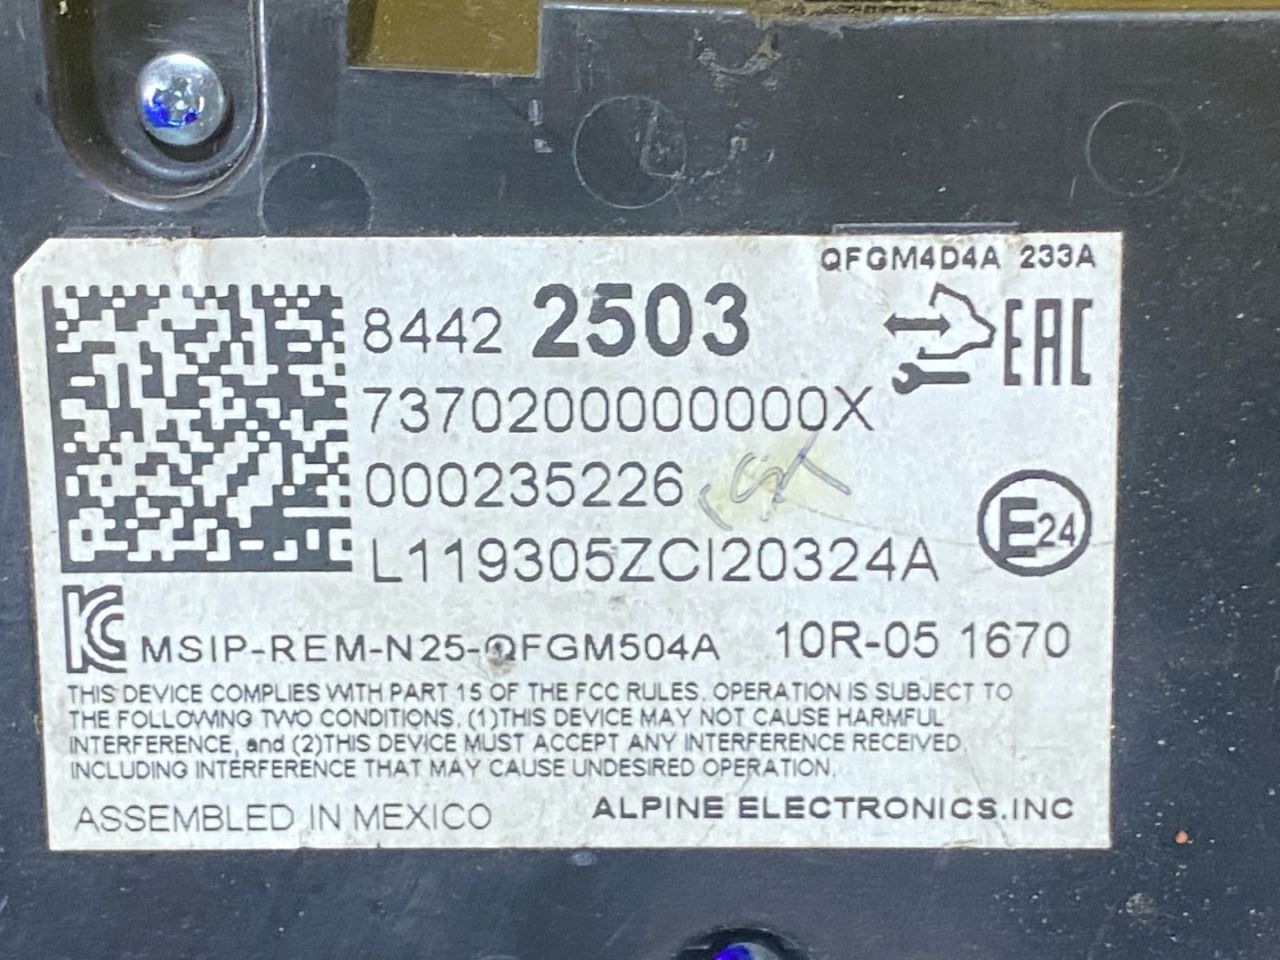 QFGM4D4A 233A
8442 2503
EAC
7370200000000X
000235226
L119305ZCI20324A
E24
MSIP-REM-N25-QFGM504A 10R-05 1670
THIS DEVICE COMPLIES WITH PART 15 OF THE FCC RULES. OPERATION IS SUBJECT TO
THE FOLLOWING TWO CONDITIONS. (1)THIS DEVICE MAY NOT CAUSE HARMFUL
INTERFERENCE, and (2)THIS DEVICE MUST ACCEPT ANY INTERFERENCE RECEIVED,
INCLUDING INTERFERENCE THAT MAY CAUSE UNDESIRED OPERATION.
ASSEMBLED IN MEXICO ALPINE ELECTRONICS.INC